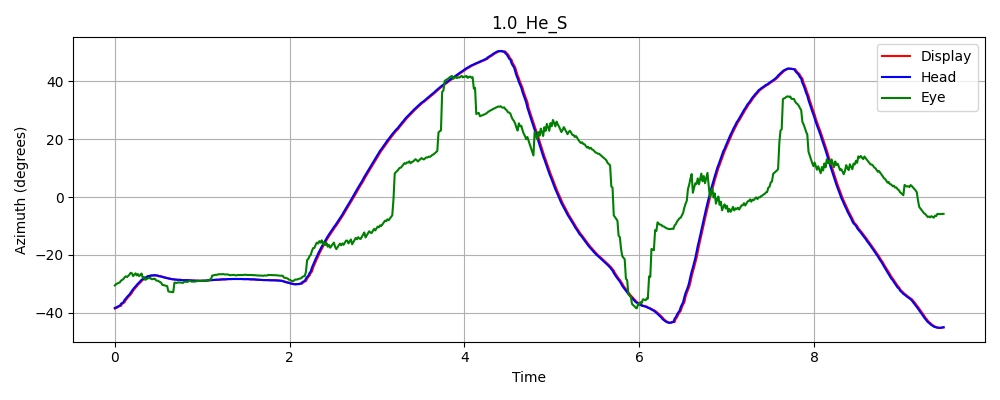 1.0_He_S
Display
Head
Eye
Azimuth (degrees)
40
20
0
−20
−40
0 2 4 6 8
Time